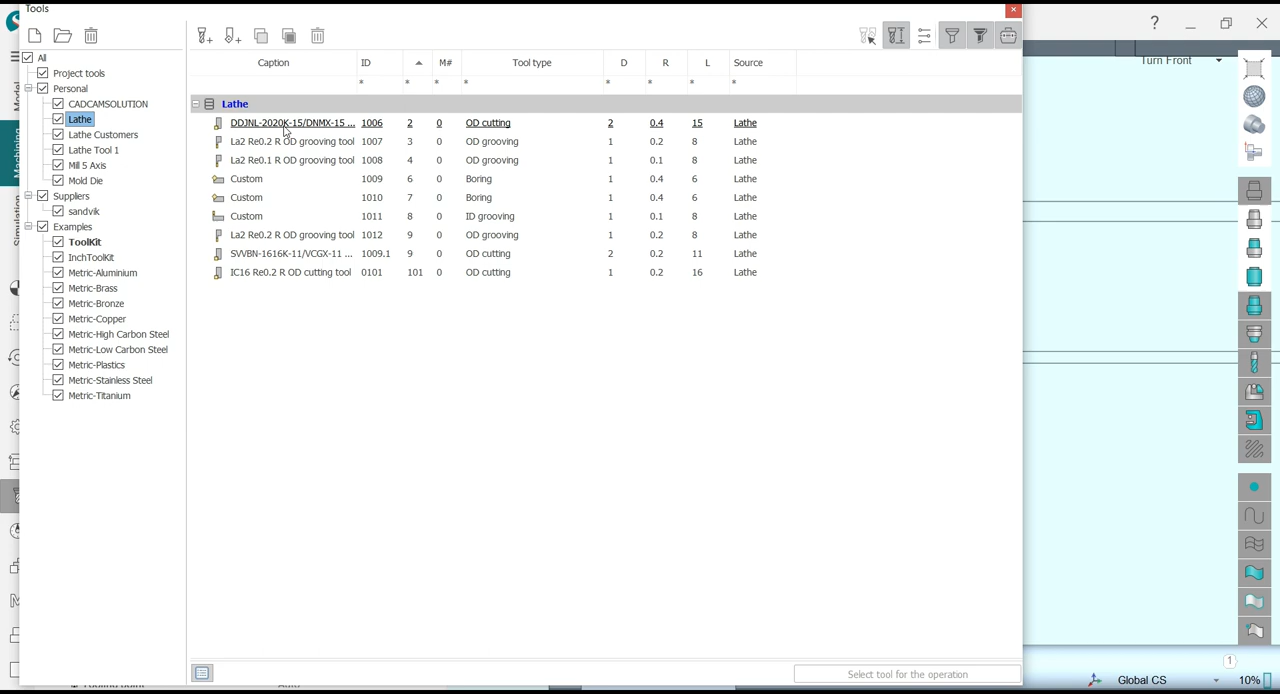 Tools
?
Turn Front
All
Project tools
Personal
CADCAMSOLUTION
Lathe
Lathe Customers
Lathe Tool 1
Mill 5 Axis
Mold Die
Suppliers
sandvik
Examples
ToolKit
InchToolKit
Metric-Aluminium
Metric-Brass
Metric-Bronze
Metric-Copper
Metric-High Carbon Steel
Metric-Low Carbon Steel
Metric-Plastics
Metric-Stainless Steel
Metric-Titanium
Caption ID M# Tool type D R L Source
* * * * * * * *
Lathe
DDJNL-2020K-15/DNMX-15 ... 1006 2 0 OD cutting 2 0.4 15 Lathe
La2 Re0.2 R OD grooving tool 1007 3 0 OD grooving 1 0.2 8 Lathe
La2 Re0.1 R OD grooving tool 1008 4 0 OD grooving 1 0.1 8 Lathe
Custom 1009 6 0 Boring 1 0.4 6 Lathe
Custom 1010 7 0 Boring 1 0.4 6 Lathe
Custom 1011 8 0 ID grooving 1 0.1 8 Lathe
La2 Re0.2 R OD grooving tool 1012 9 0 OD grooving 1 0.2 8 Lathe
SVVBN-1616K-11/VCGX-11 ... 1009.1 9 0 OD cutting 2 0.2 11 Lathe
IC16 Re0.2 R OD cutting tool 0101 101 0 OD cutting 1 0.2 16 Lathe
Select tool for the operation
1
Global CS
10%